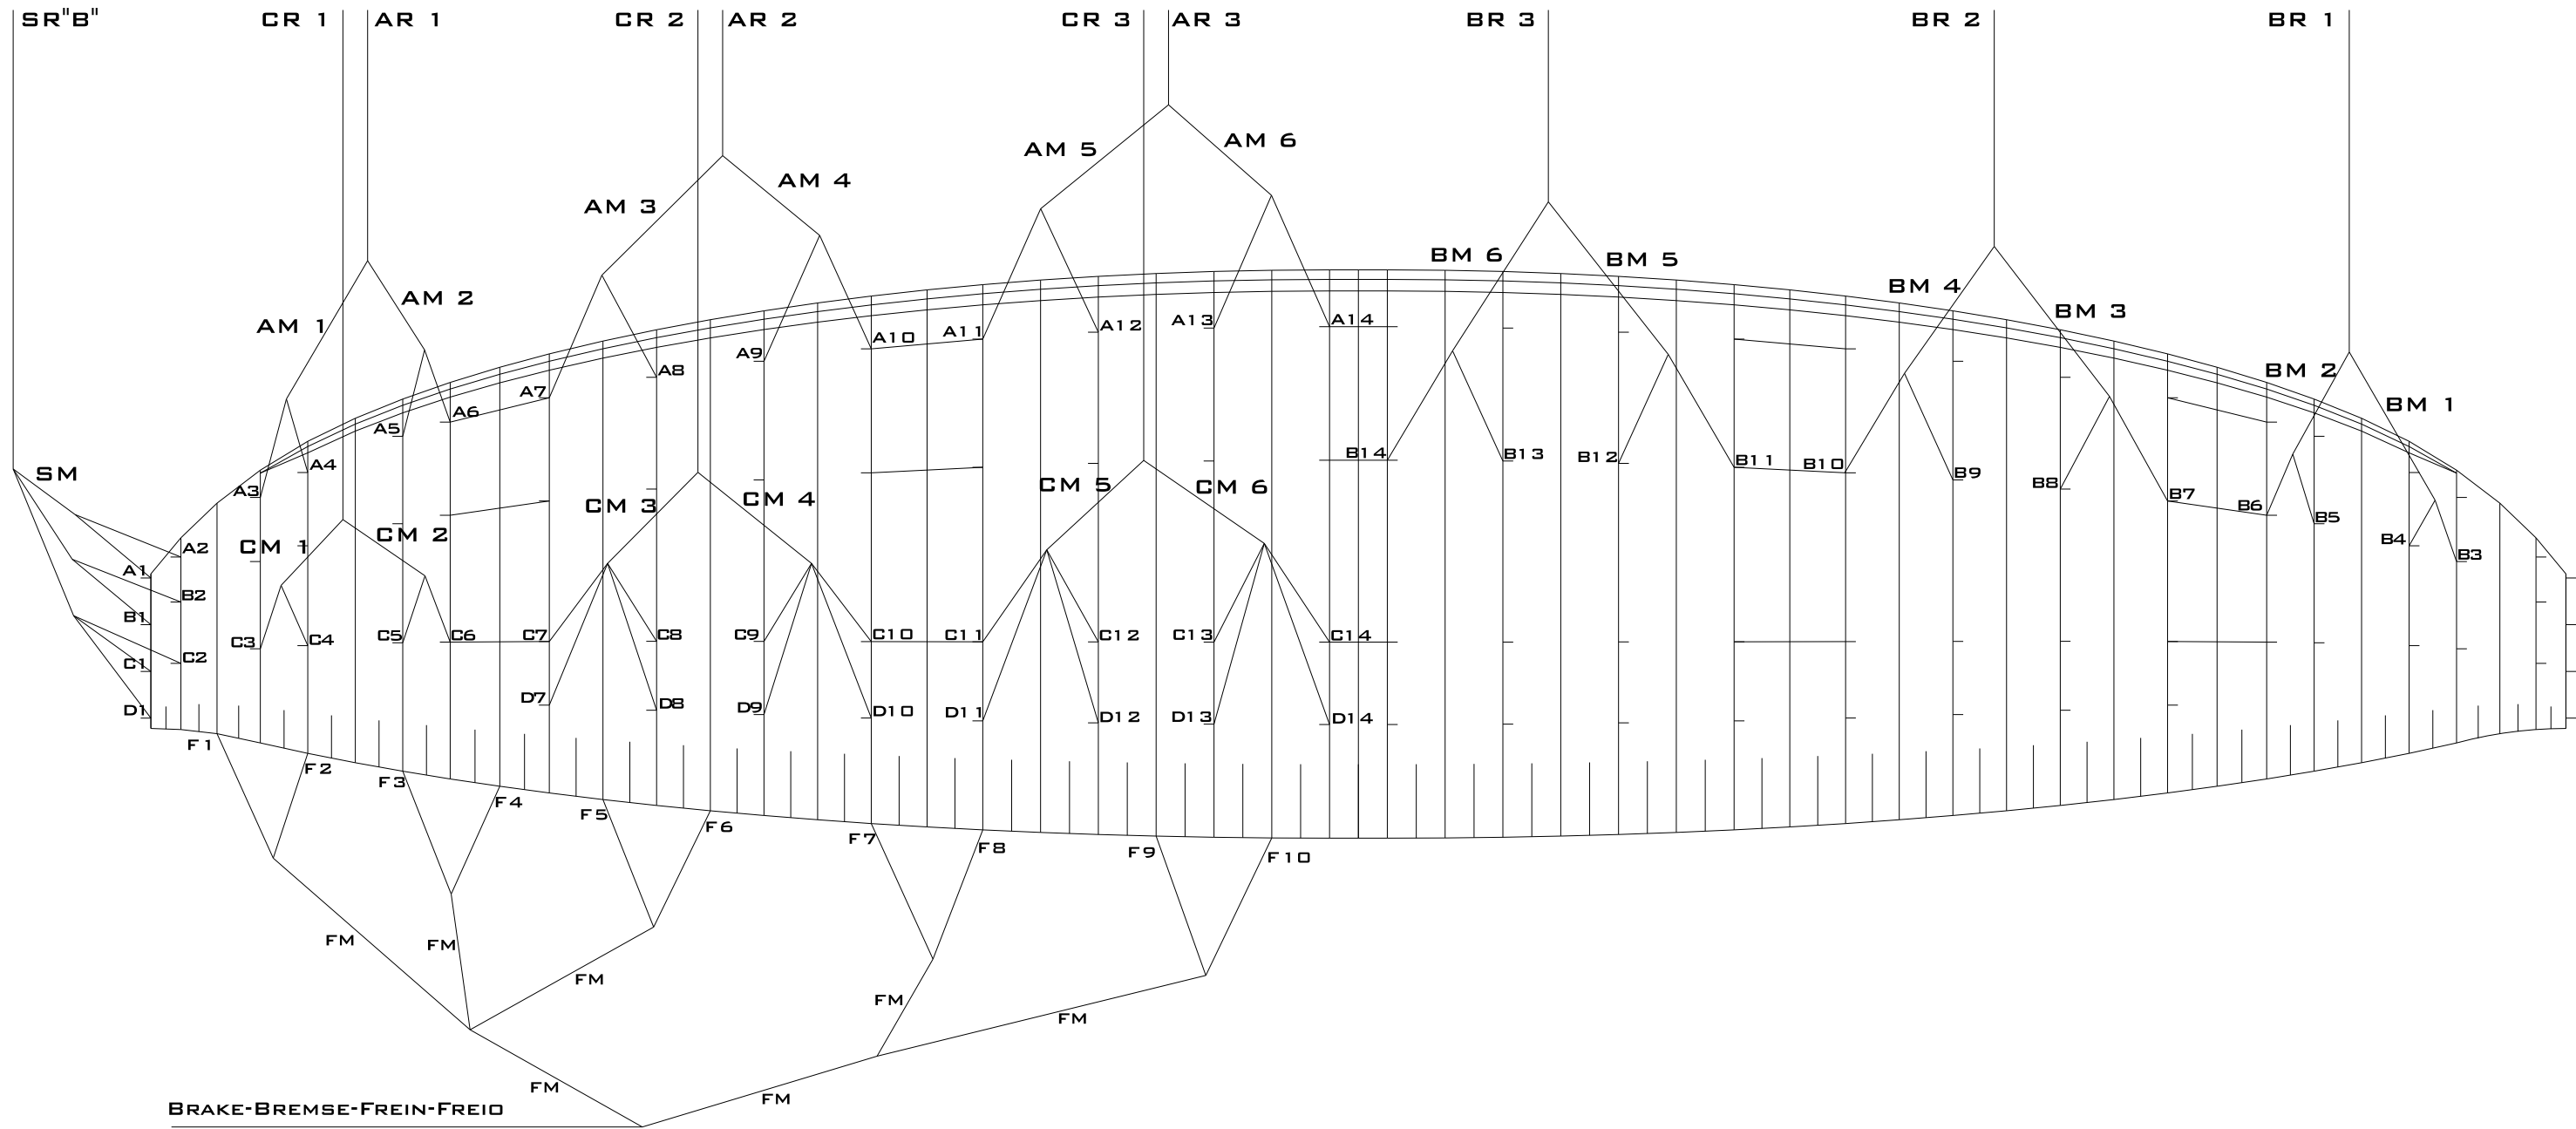 SR"B" CR 1 AR 1 CR 2 AR 2 CR 3 AR 3 BR 3 BR 2 BR 1
AM 5 AM 6
AM 3 AM 4
AM 1 AM 2 BM 6 BM 5 BM 4 BM 3
BM 2 BM 1
A9 A10 A11 A12 A13 A14
A5 A6 A7 A8
A3 A4 B14 B13 B12 B11 B10 B9
SM CM 3 CM 4 CM 5 CM 6 B8 B7 B6 B5
CM 1 CM 2 B4 B3
A1 A2
B1 B2
C3 C4 C5 C6 C7 C8 C9 C10 C11 C12 C13 C14
C1 C2
D1 D7 D8 D9 D10 D11 D12 D13 D14
F1 F2 F3 F4 F5 F6 F7 F8 F9 F10
FM FM FM FM FM
FM FM
BRAKE-BREMSE-FREIN-FREIO